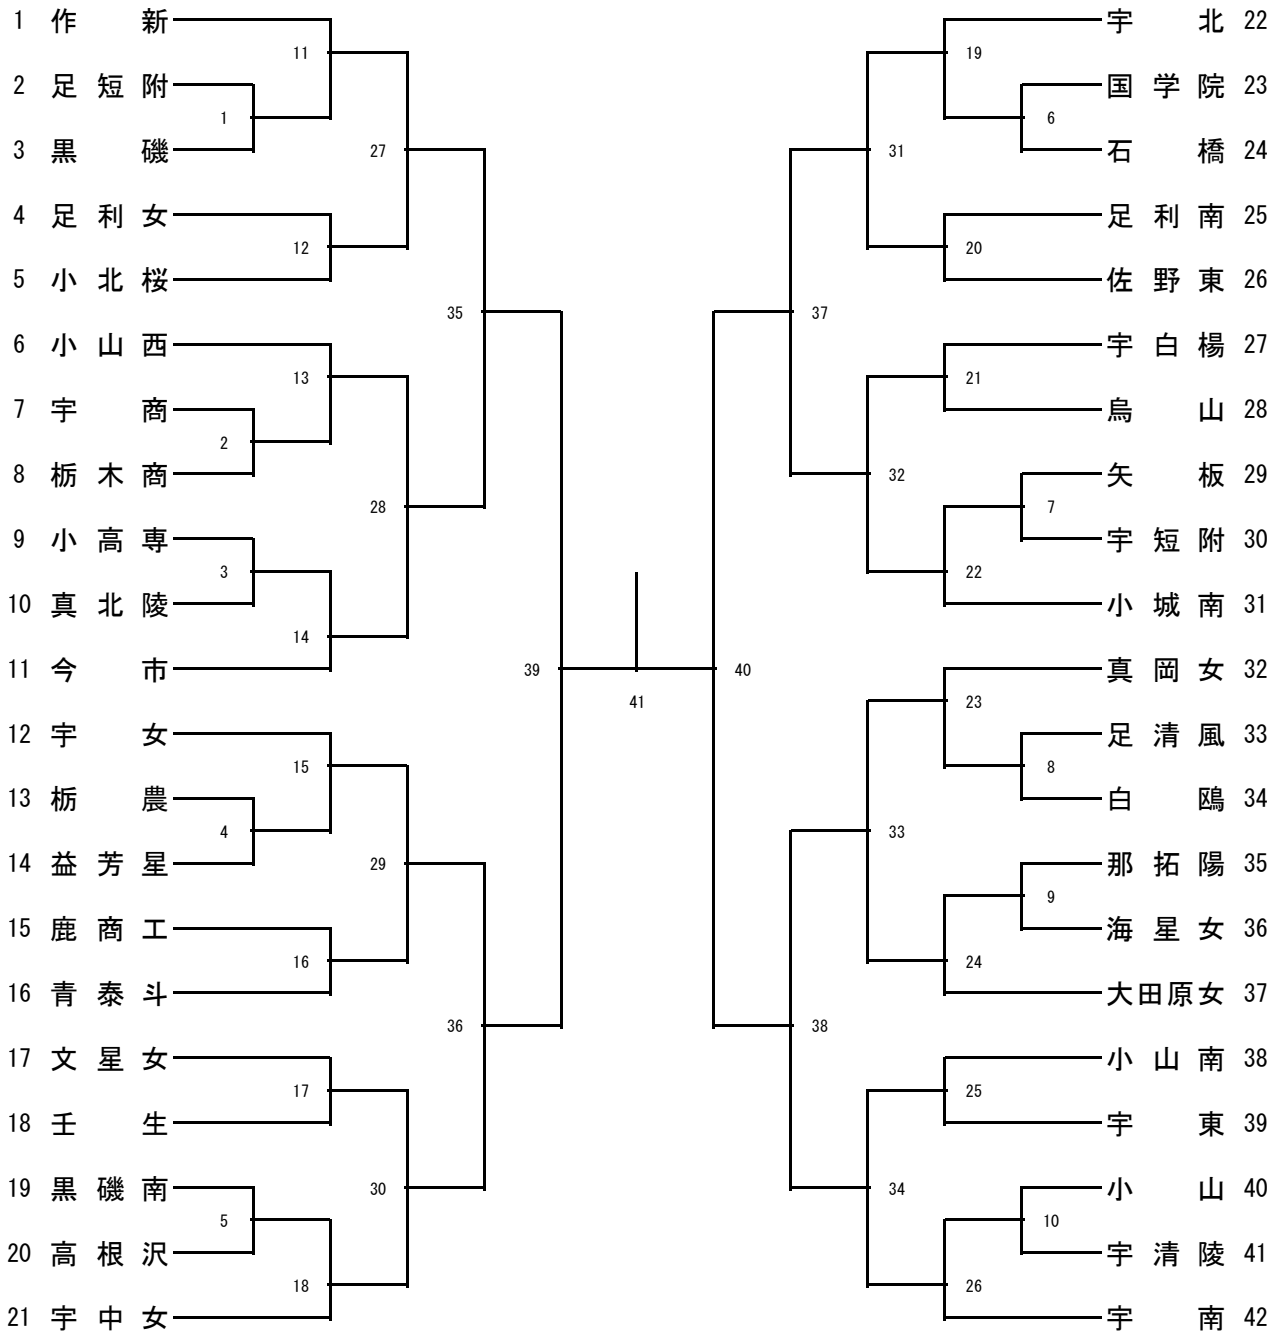 1 作新
11
2 足短附
1
3 黒磯
27
4 足利女
12
5 小北桜
35
6 小山西
13
7 宇商
2
8 栃木商
28
9 小高専
3
10 真北陵
14
11 今市
39
12 宇女
15
13 栃農
4
14 益芳星
29
15 鹿商工
16
16 青泰斗
36
17 文星女
17
18 壬生
19 黒磯南
30
5
20 高根沢
18
21 宇中女
41
宇北 22
19
国学院 23
6
石橋 24
31
足利南 25
20
佐野東 26
37
宇白楊 27
21
烏山 28
矢板 29
32
7
宇短附 30
22
小城南 31
40
真岡女 32
23
足清風 33
8
白鷗 34
33
那拓陽 35
9
海星女 36
24
大田原女 37
38
小山南 38
25
宇東 39
小山 40
34
10
宇清陵 41
26
宇南 42